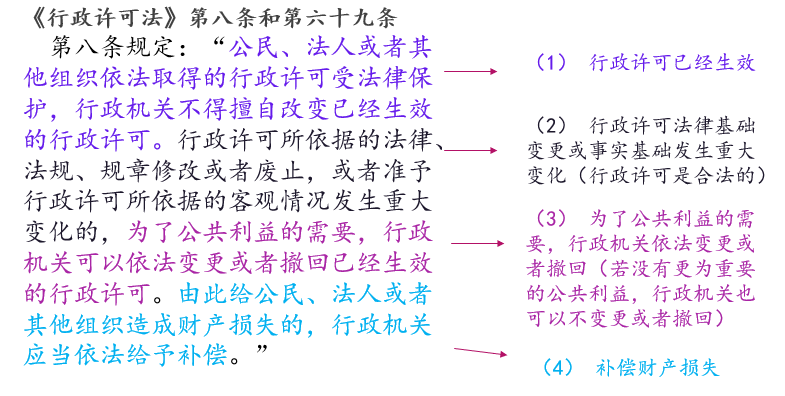 《行政许可法》第八条和第六十九条
第八条规定：“公民、法人或者其
他组织依法取得的行政许可受法律保
护，行政机关不得擅自改变已经生效
的行政许可。行政许可所依据的法律、
法规、规章修改或者废止，或者准予
行政许可所依据的客观情况发生重大
变化的，为了公共利益的需要，行政
机关可以依法变更或者撤回已经生效
的行政许可。由此给公民、法人或者
其他组织造成财产损失的，行政机关
应当依法给予补偿。”
（1） 行政许可已经生效
（2） 行政许可法律基础
变更或事实基础发生重大
变化（行政许可是合法的）
（3） 为了公共利益的需
要，行政机关依法变更或
者撤回（若没有更为重要
的公共利益，行政机关也
可以不变更或者撤回）
（4） 补偿财产损失